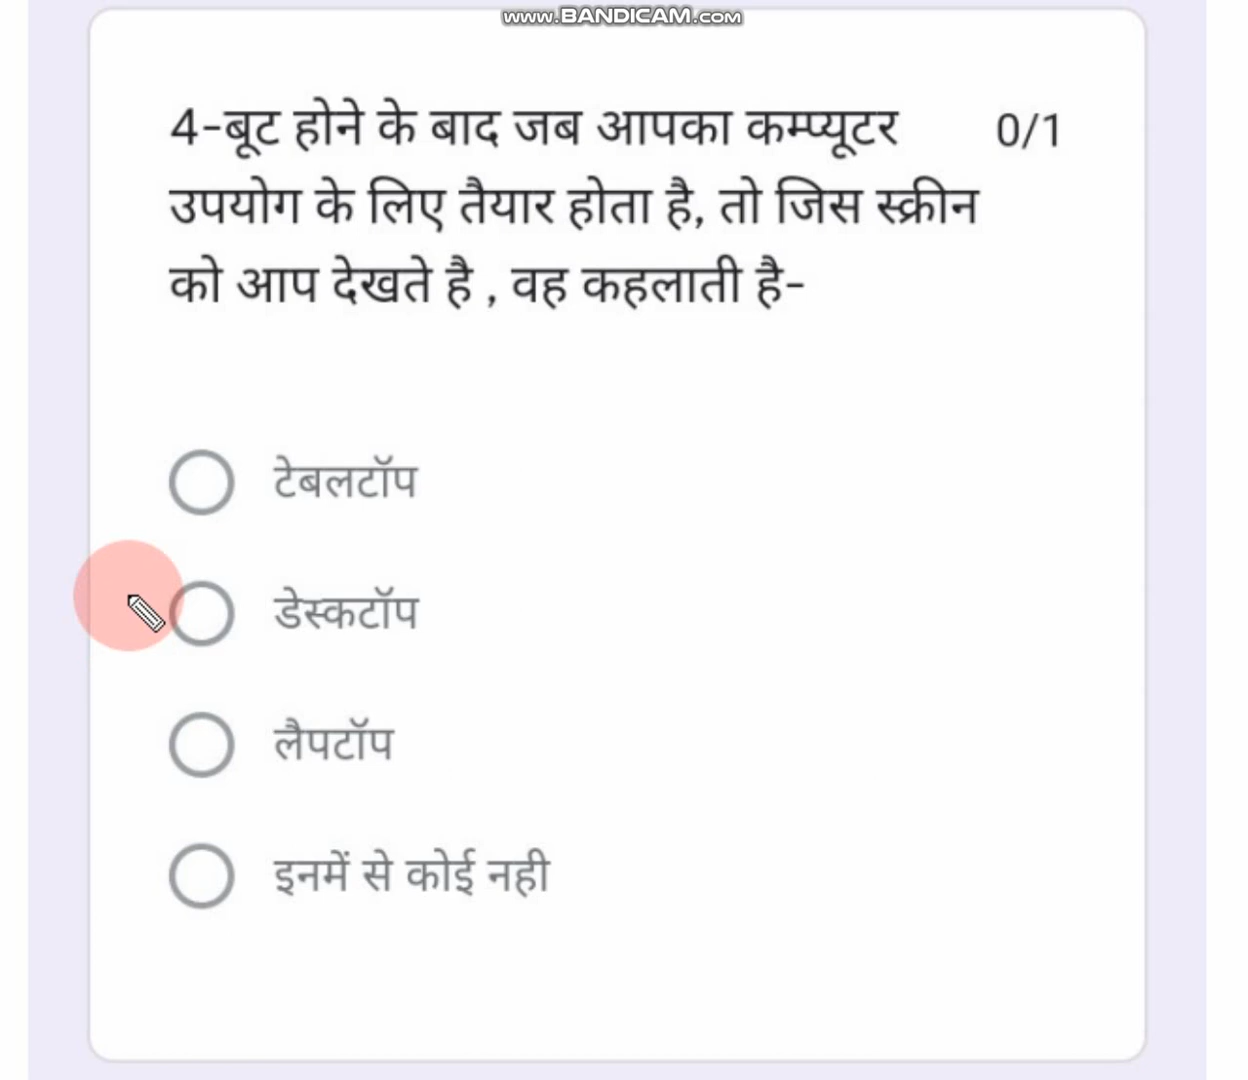 www.BANDICAM.com
4-बूट होने के बाद जब आपका कम्प्यूटर 0/1
उपयोग के लिए तैयार होता है, तो जिस स्क्रीन
को आप देखते है , वह कहलाती है-
टेबलटॉप
डेस्कटॉप
लैपटॉप
इनमें से कोई नही